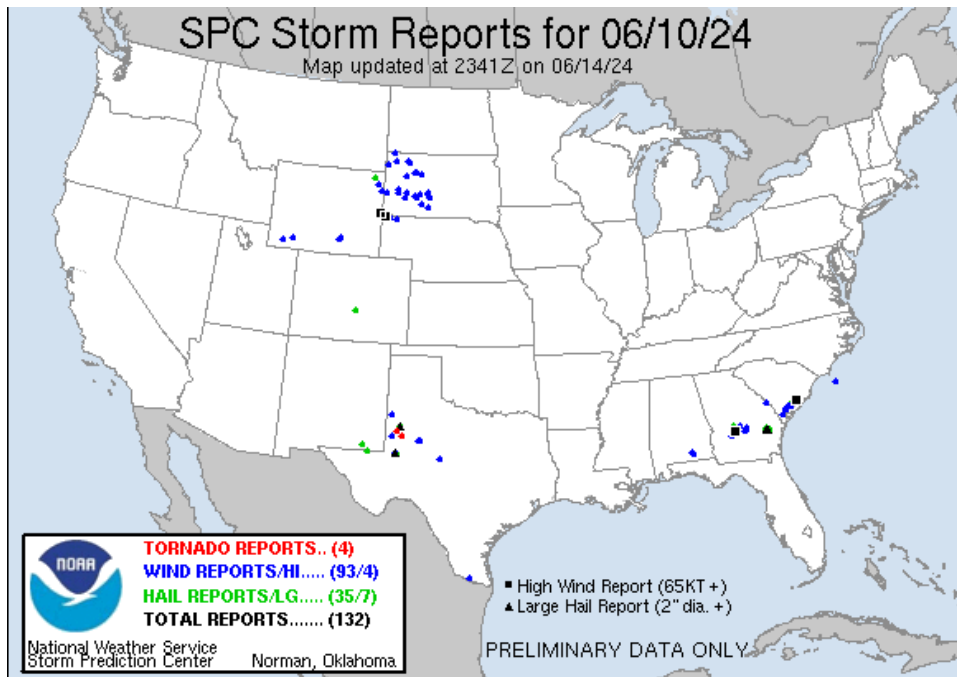 SPC Storm Reports for 06/10/24
Map updated at 2341Z on 06/14/24
NOAA
TORNADO REPORTS.. (4)
WIND REPORTS/HI..... (93/4)
HAIL REPORTS/LG..... (35/7)
TOTAL REPORTS....... (132)
National Weather Service
Storm Prediction Center Norman, Oklahoma
High Wind Report (65KT +)
Large Hail Report (2" dia. +)
PRELIMINARY DATA ONLY